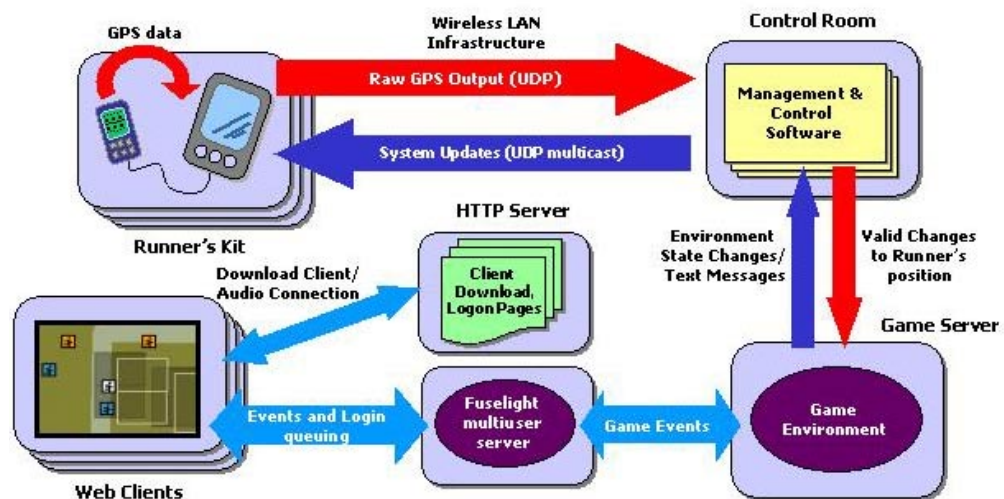 GPS data
Wireless LAN
Infrastructure
Control Room
Raw GPS Output (UDP)
Management &
Control
Software
System Updates (UDP multicast)
Runner's Kit
HTTP Server
Environment
State Changes/
Text Messages
Valid Changes
to Runner's
position
Download Client/
Audio Connection
Client
Download,
Logon Pages
Game Server
Events and Login
queuing
Fuselight
multiuser
server
Game Events
Game
Environment
Web Clients